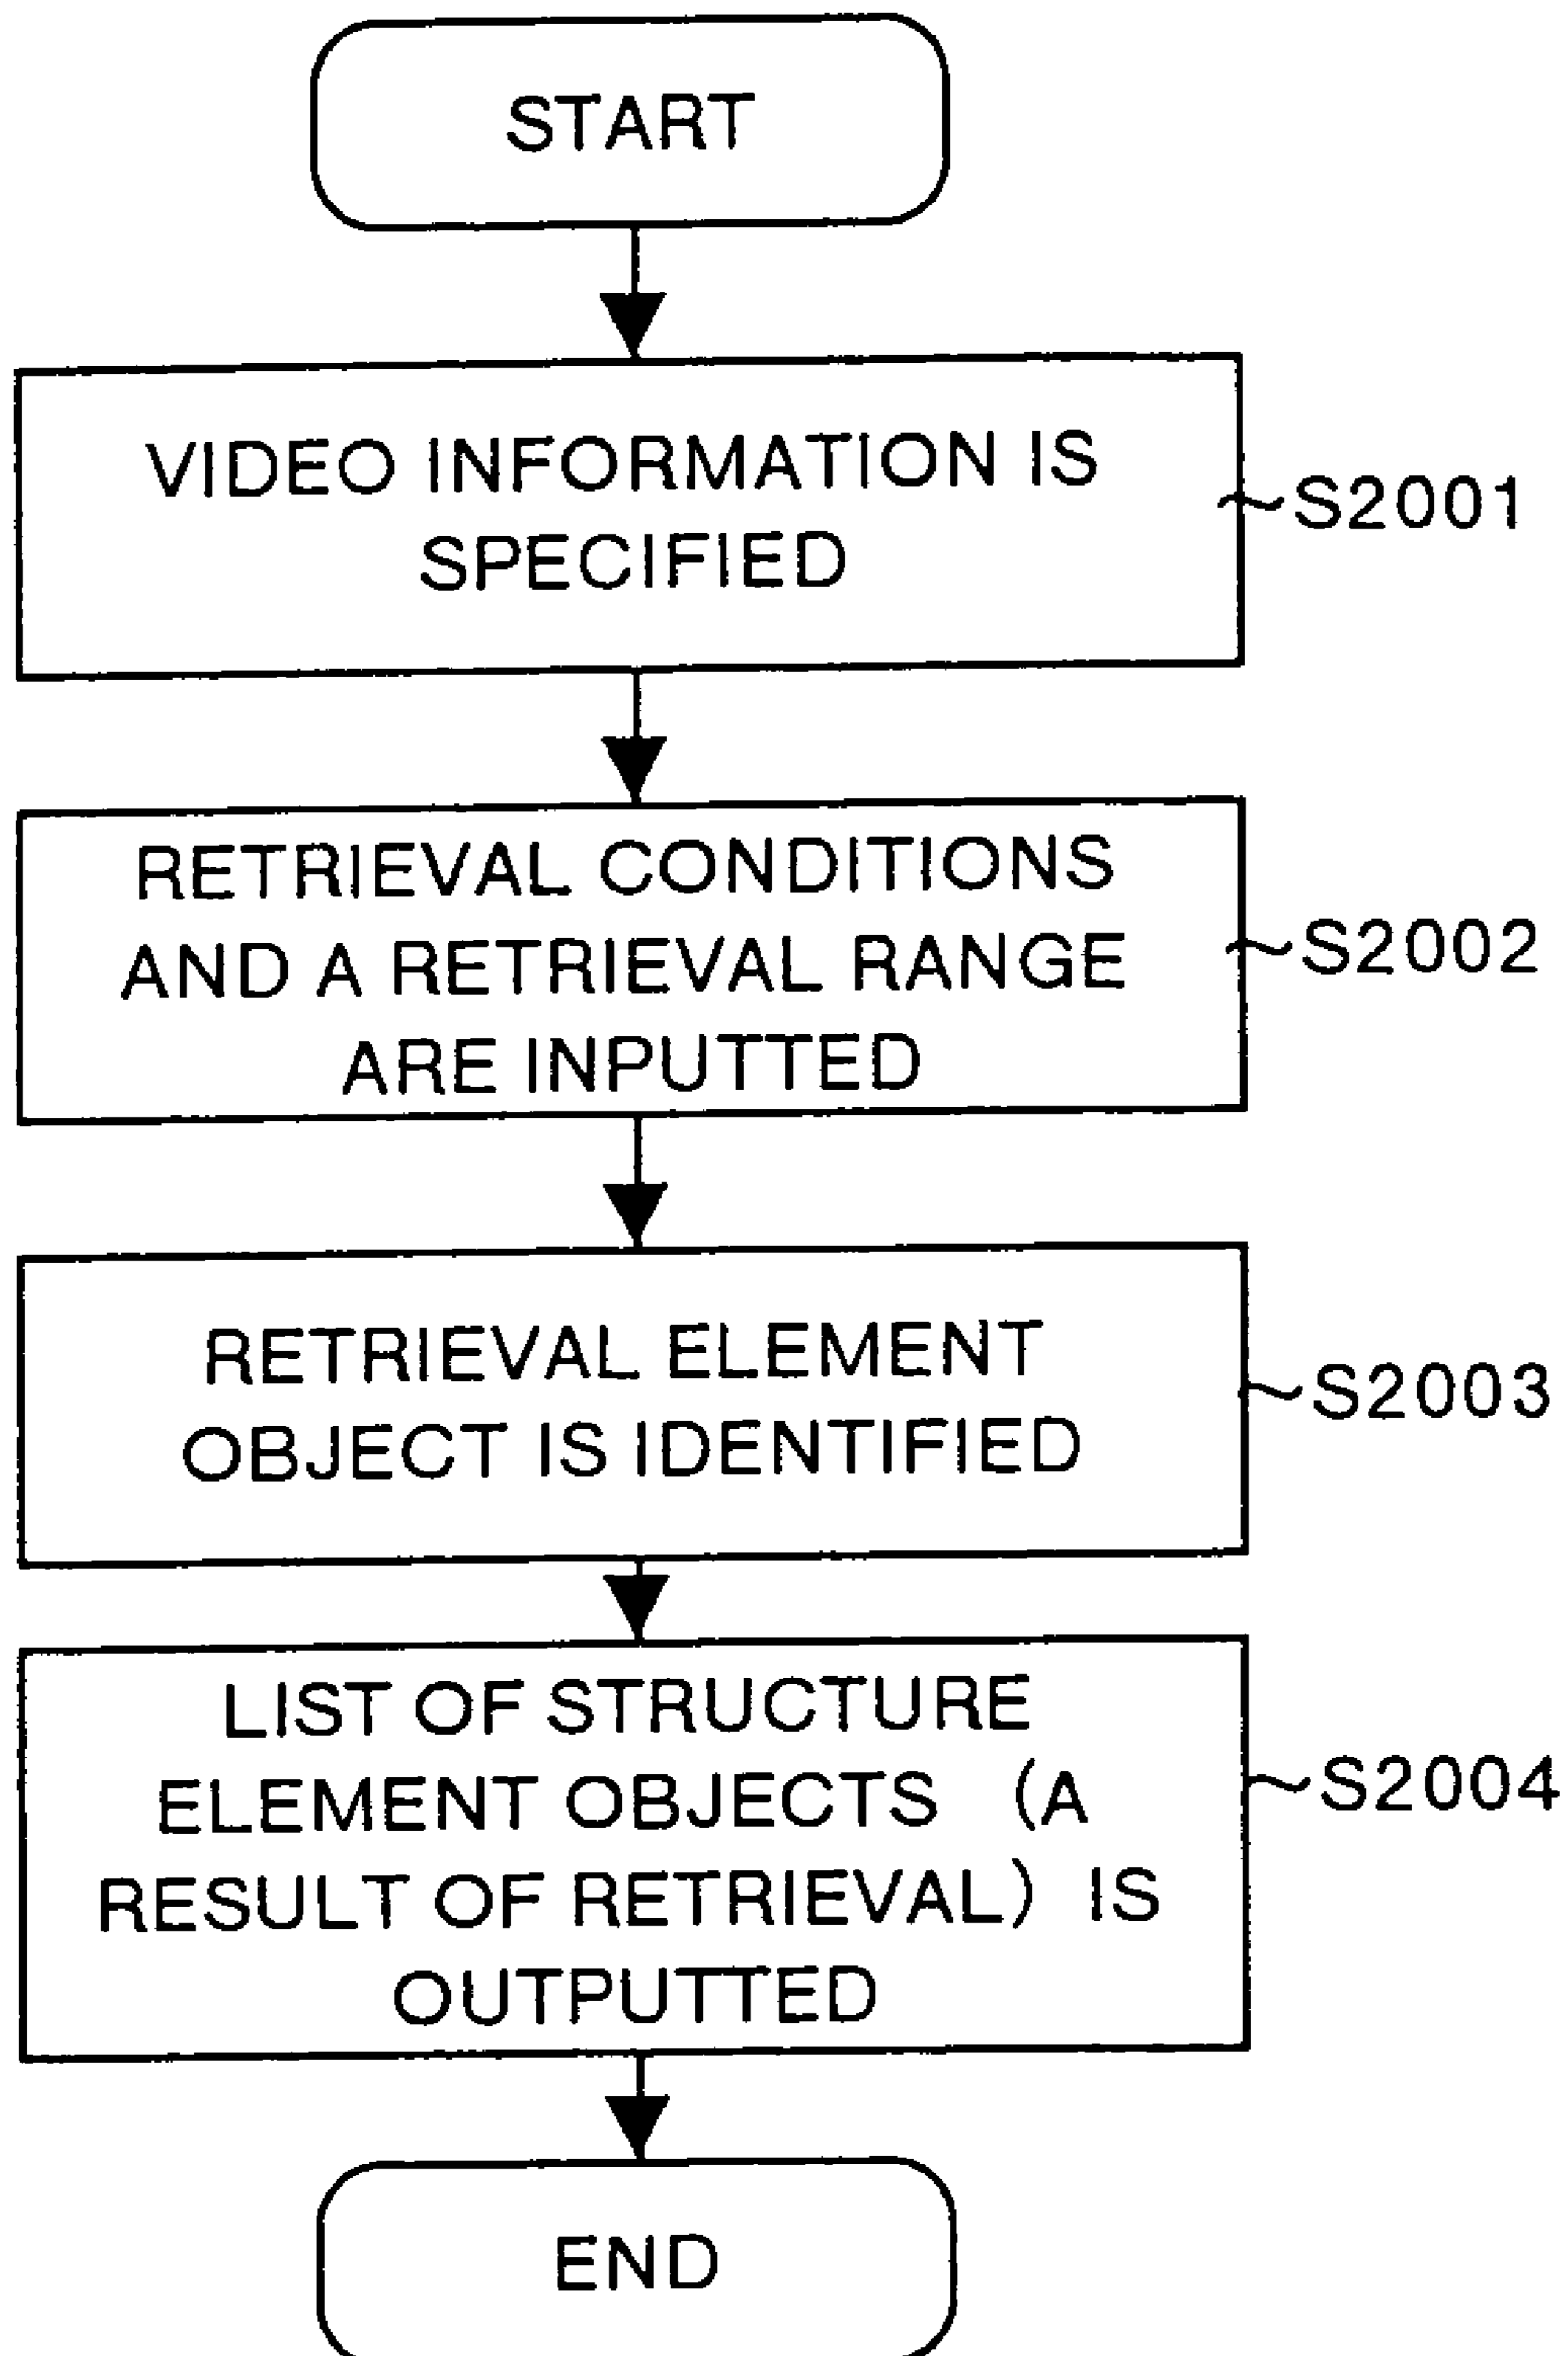 START
VIDEO INFORMATION IS
SPECIFIED
S2001
RETRIEVAL CONDITIONS
AND A RETRIEVAL RANGE
ARE INPUTTED
S2002
RETRIEVAL ELEMENT
OBJECT IS IDENTIFIED
S2003
LIST OF STRUCTURE
ELEMENT OBJECTS (A
RESULT OF RETRIEVAL) IS
OUTPUTTED
S2004
END